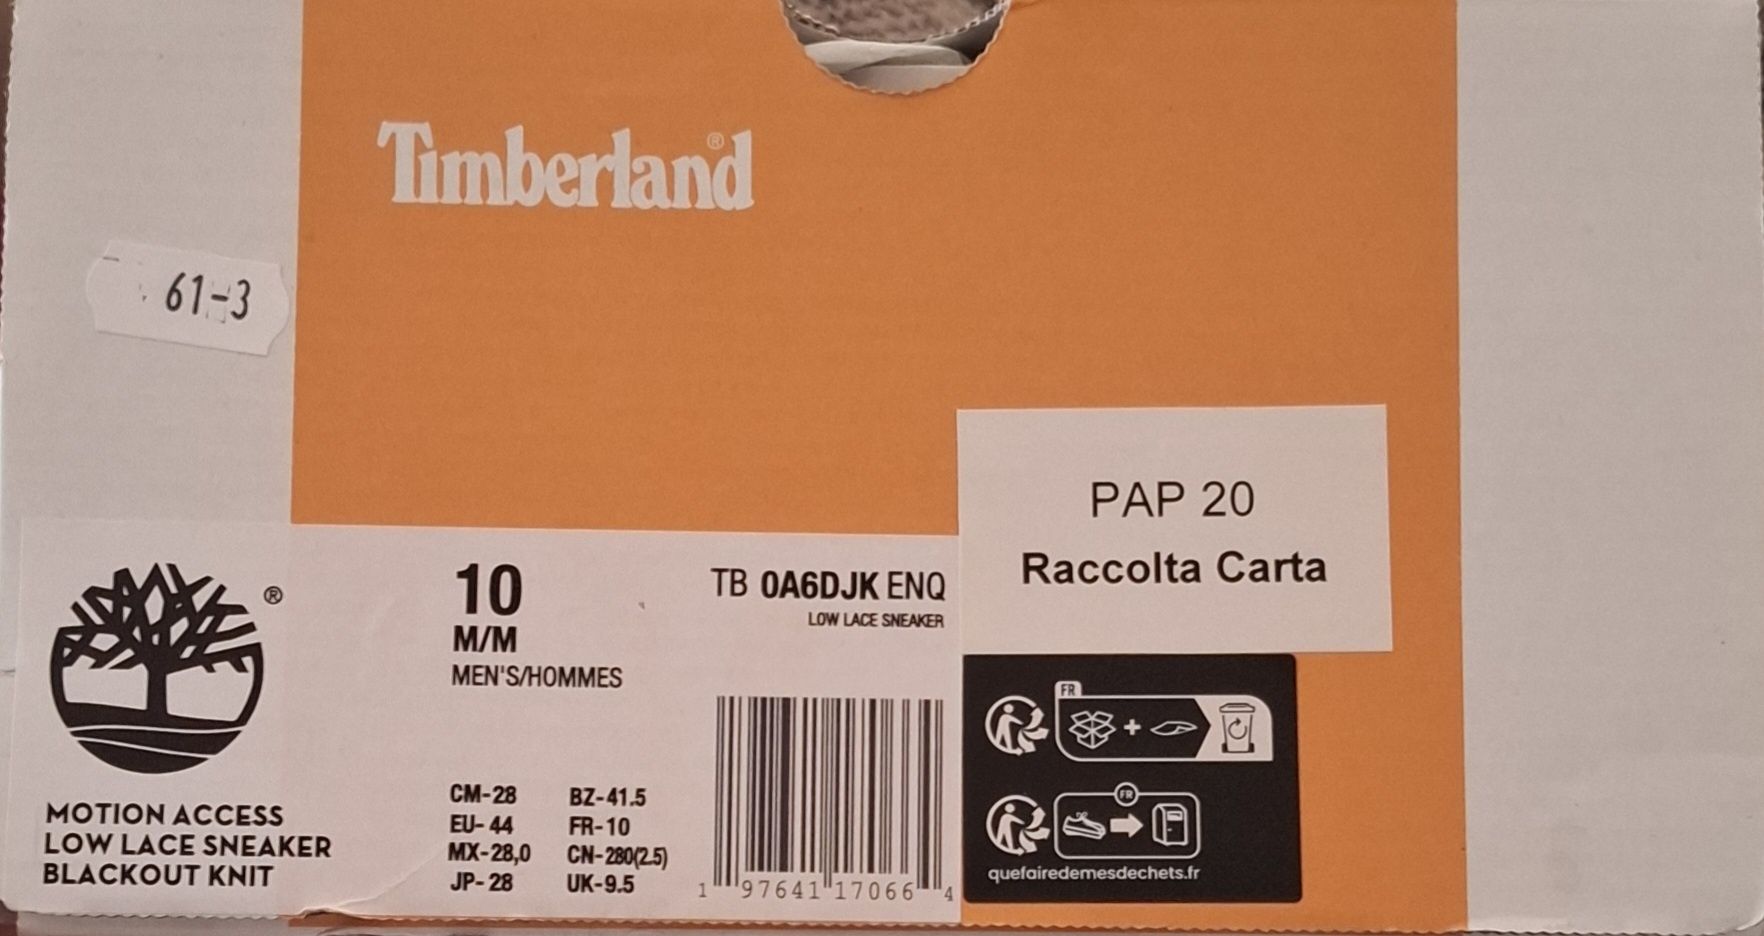 Timberland®
61-3
PAP 20
Raccolta Carta
®
MOTION ACCESS
LOW LACE SNEAKER
BLACKOUT KNIT
10
M/M
MEN'S/HOMMES
CM-28 BZ-41.5
EU-44 FR-10
MX-28,0 CN-280(2.5)
JP-28 UK-9.5
TB 0A6DJK ENQ
LOW LACE SNEAKER
1 97641 17066 4
FR
FR
quefairedemesdechets.fr